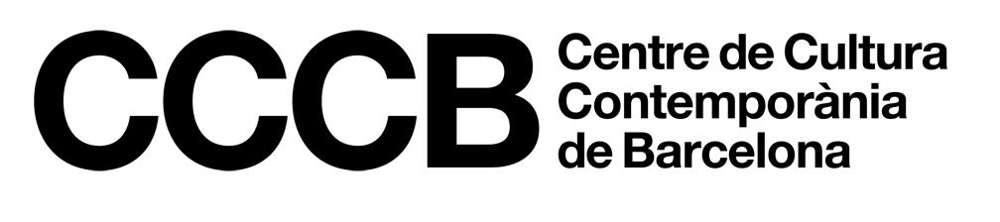 CCCB
Centre de Cultura
Contemporània
de Barcelona